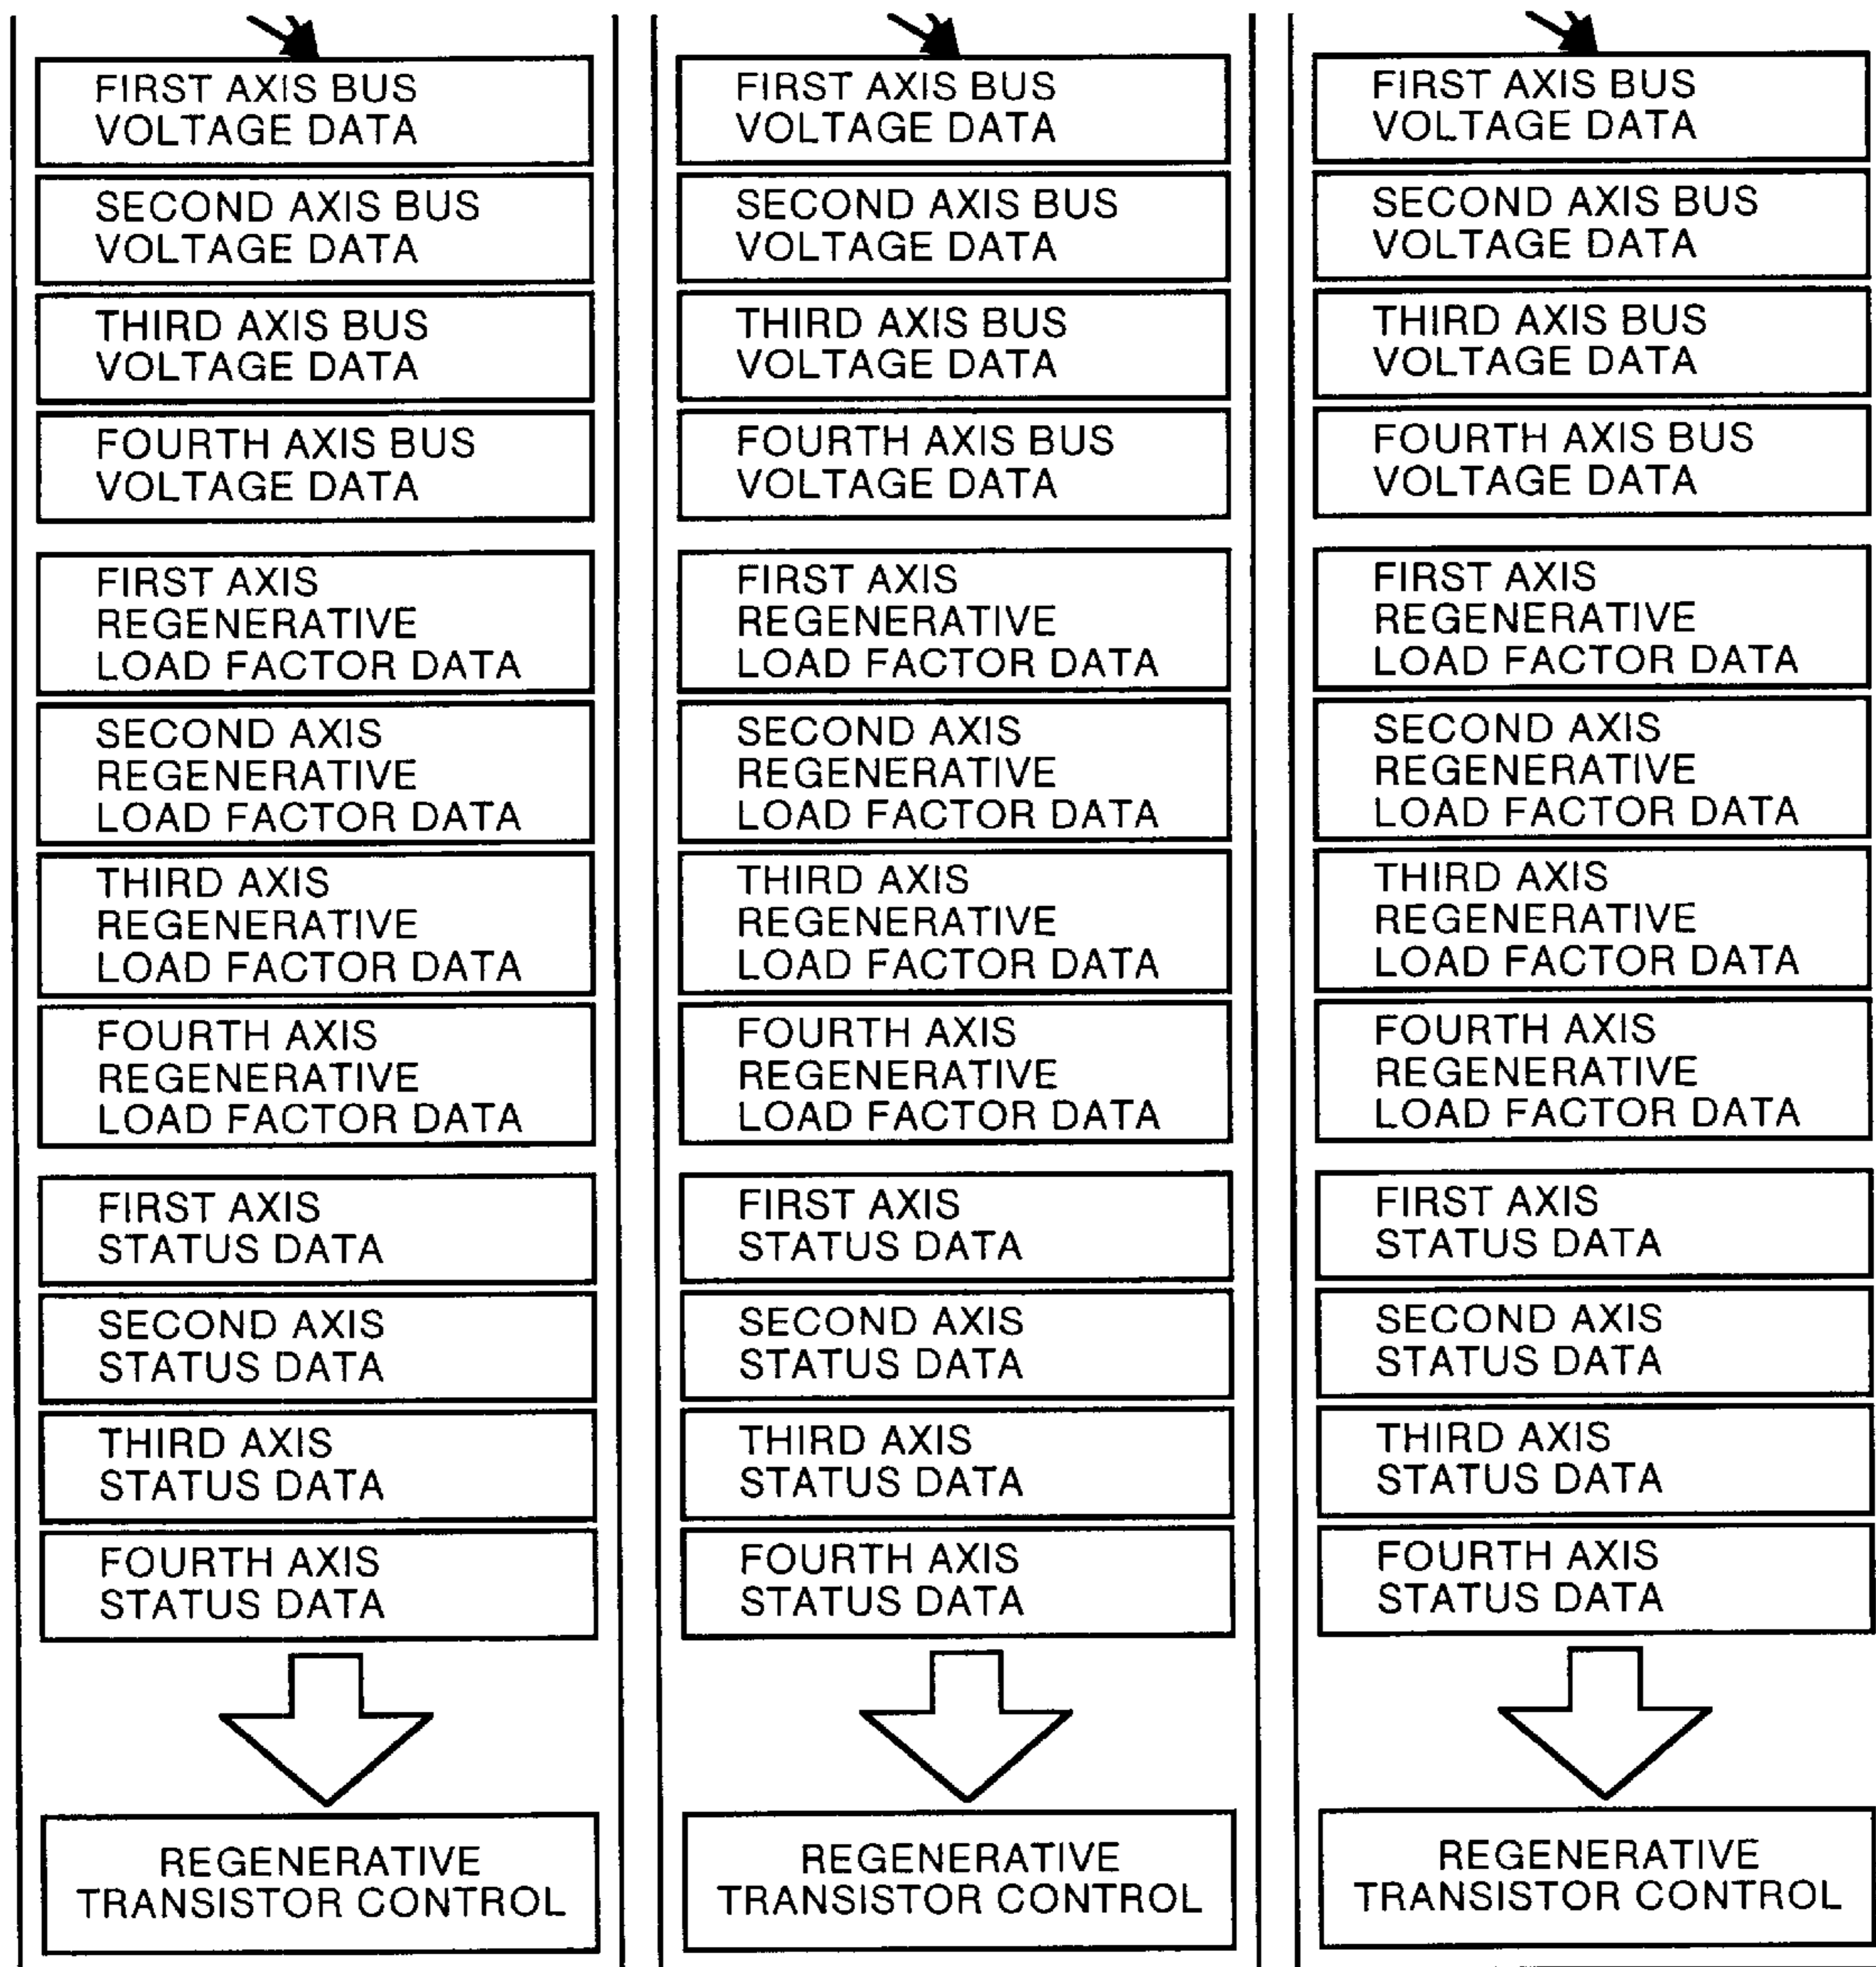 FIRST AXIS BUS
VOLTAGE DATA
SECOND AXIS BUS
VOLTAGE DATA
THIRD AXIS BUS
VOLTAGE DATA
FOURTH AXIS BUS
VOLTAGE DATA
FIRST AXIS
REGENERATIVE
LOAD FACTOR DATA
SECOND AXIS
REGENERATIVE
LOAD FACTOR DATA
THIRD AXIS
REGENERATIVE
LOAD FACTOR DATA
FOURTH AXIS
REGENERATIVE
LOAD FACTOR DATA
FIRST AXIS
STATUS DATA
SECOND AXIS
STATUS DATA
THIRD AXIS
STATUS DATA
FOURTH AXIS
STATUS DATA
REGENERATIVE
TRANSISTOR CONTROL
FIRST AXIS BUS
VOLTAGE DATA
SECOND AXIS BUS
VOLTAGE DATA
THIRD AXIS BUS
VOLTAGE DATA
FOURTH AXIS BUS
VOLTAGE DATA
FIRST AXIS
REGENERATIVE
LOAD FACTOR DATA
SECOND AXIS
REGENERATIVE
LOAD FACTOR DATA
THIRD AXIS
REGENERATIVE
LOAD FACTOR DATA
FOURTH AXIS
REGENERATIVE
LOAD FACTOR DATA
FIRST AXIS
STATUS DATA
SECOND AXIS
STATUS DATA
THIRD AXIS
STATUS DATA
FOURTH AXIS
STATUS DATA
REGENERATIVE
TRANSISTOR CONTROL
FIRST AXIS BUS
VOLTAGE DATA
SECOND AXIS BUS
VOLTAGE DATA
THIRD AXIS BUS
VOLTAGE DATA
FOURTH AXIS BUS
VOLTAGE DATA
FIRST AXIS
REGENERATIVE
LOAD FACTOR DATA
SECOND AXIS
REGENERATIVE
LOAD FACTOR DATA
THIRD AXIS
REGENERATIVE
LOAD FACTOR DATA
FOURTH AXIS
REGENERATIVE
LOAD FACTOR DATA
FIRST AXIS
STATUS DATA
SECOND AXIS
STATUS DATA
THIRD AXIS
STATUS DATA
FOURTH AXIS
STATUS DATA
REGENERATIVE
TRANSISTOR CONTROL